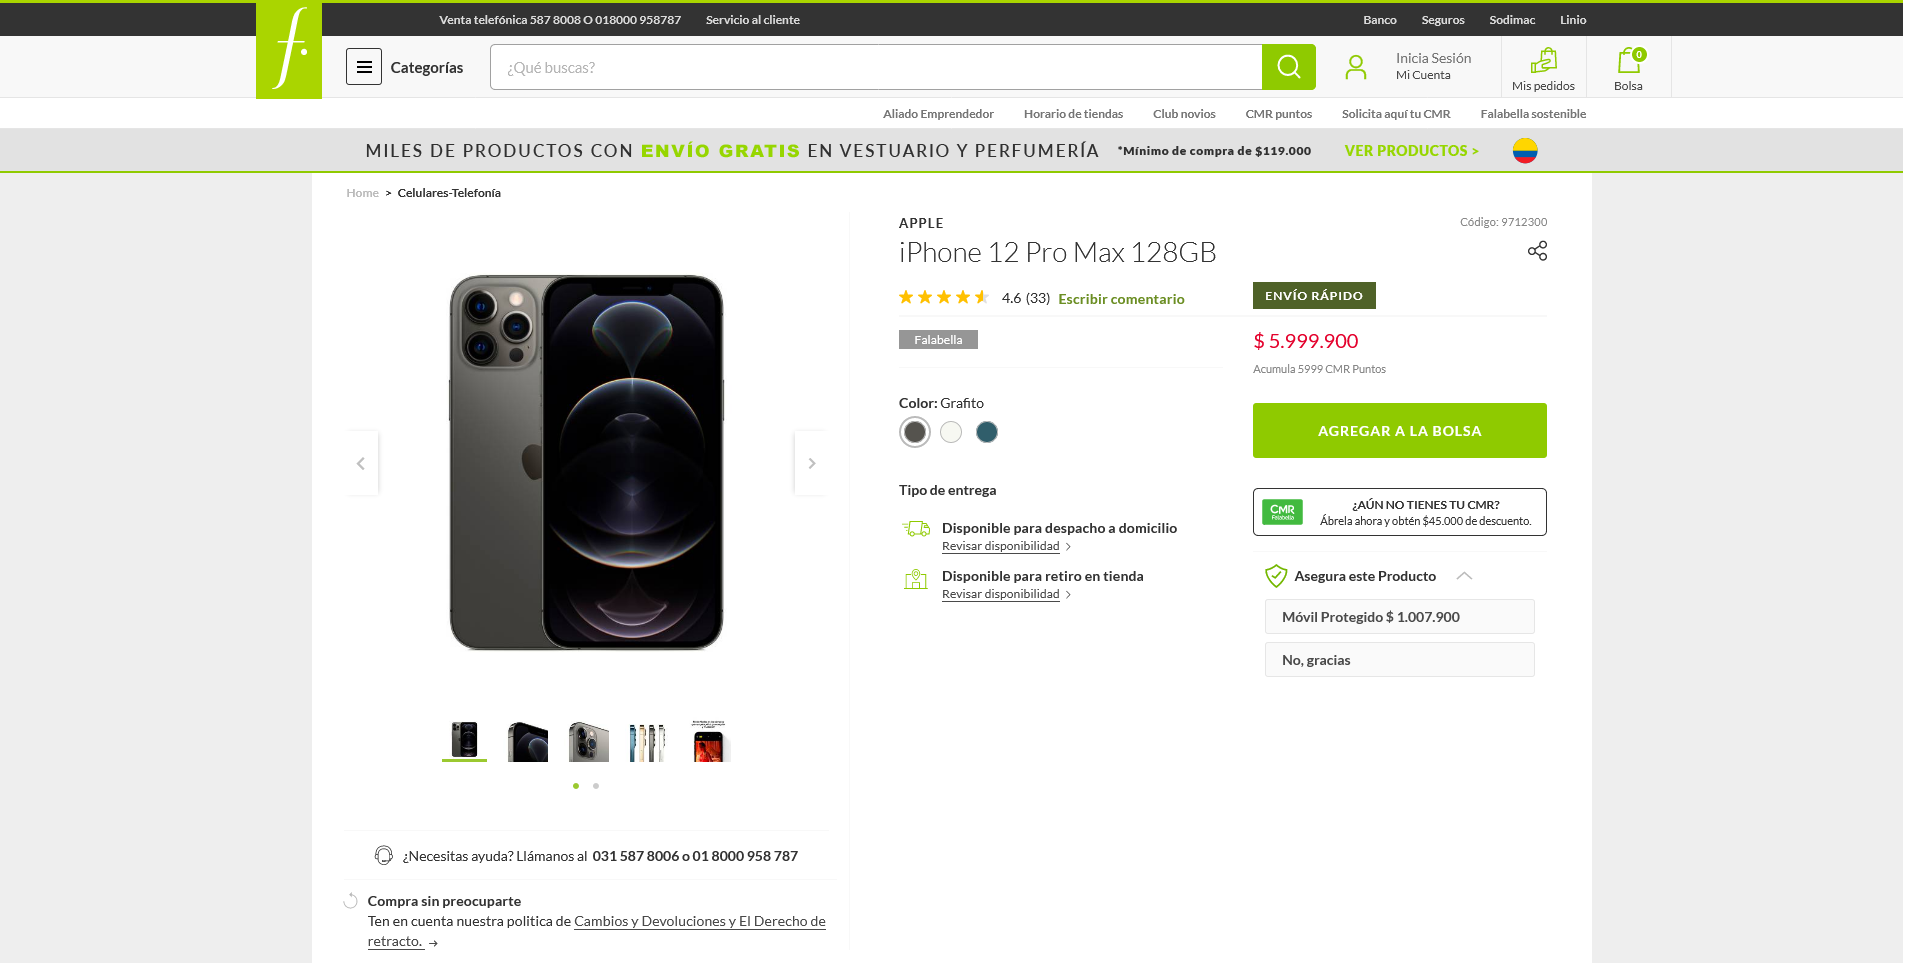 Venta telefónica 587 8008 O 018000 958787 Servicio al cliente Banco Seguros Sodimac Linio
f.
Categorías
¿Qué buscas?
Inicia Sesión
Mi Cuenta
Mis pedidos
0
Bolsa
Aliado Emprendedor Horario de tiendas Club novios CMR puntos Solicita aquí tu CMR Falabella sostenible
MILES DE PRODUCTOS CON ENVÍO GRATIS EN VESTUARIO Y PERFUMERÍA *Mínimo de compra de $119.000 VER PRODUCTOS >
Home > Celulares-Telefonía
APPLE
Código: 9712300
iPhone 12 Pro Max 128GB
4.6 (33) Escribir comentario
ENVÍO RÁPIDO
Falabella
$ 5.999.900
Acumula 5999 CMR Puntos
Color: Grafito
AGREGAR A LA BOLSA
Tipo de entrega
Disponible para despacho a domicilio
Revisar disponibilidad >
Disponible para retiro en tienda
Revisar disponibilidad >
CMR
Falabella
¿AÚN NO TIENES TU CMR?
Ábrela ahora y obtén $45.000 de descuento.
Asegura este Producto
Móvil Protegido $ 1.007.900
No, gracias
¿Necesitas ayuda? Llámanos al 031 587 8006 o 01 8000 958 787
Compra sin preocuparte
Ten en cuenta nuestra politica de Cambios y Devoluciones y El Derecho de
retracto. →